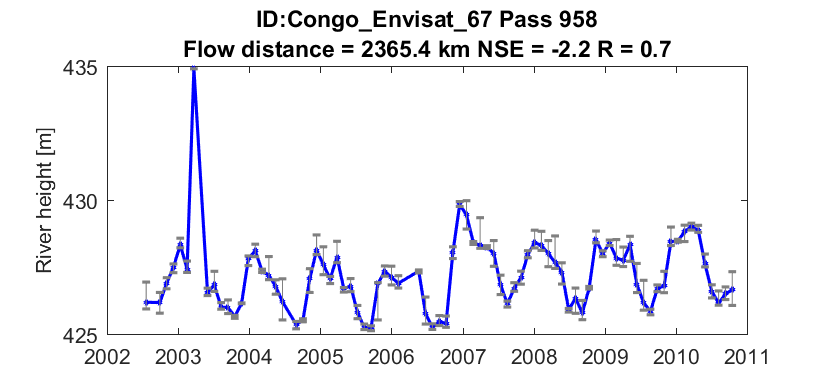 ID:Congo_Envisat_67 Pass 958
Flow distance = 2365.4 km NSE = -2.2 R = 0.7
435
430
425
River height [m]
2002 2003 2004 2005 2006 2007 2008 2009 2010 2011